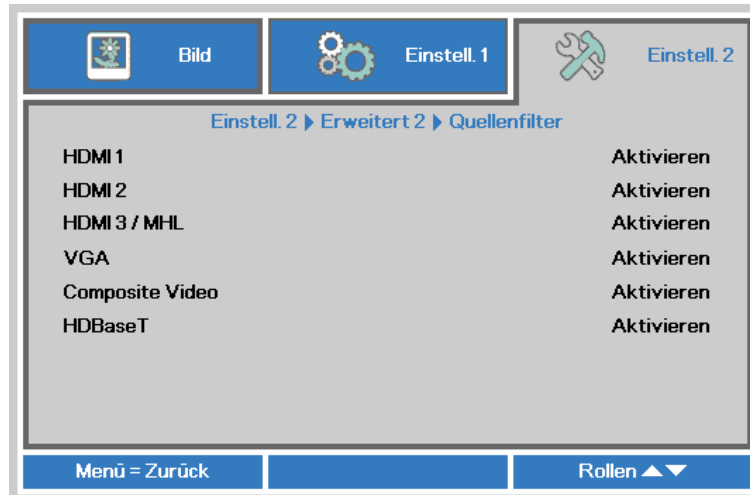 Bild
Einstell. 1
Einstell. 2
Einstell. 2 ▶ Erweitert 2 ▶ Quellenfilter
HDMI 1 Aktivieren
HDMI 2 Aktivieren
HDMI 3 / MHL Aktivieren
VGA Aktivieren
Composite Video Aktivieren
HDBaseT Aktivieren
Menü = Zurück
Rollen ▲▼